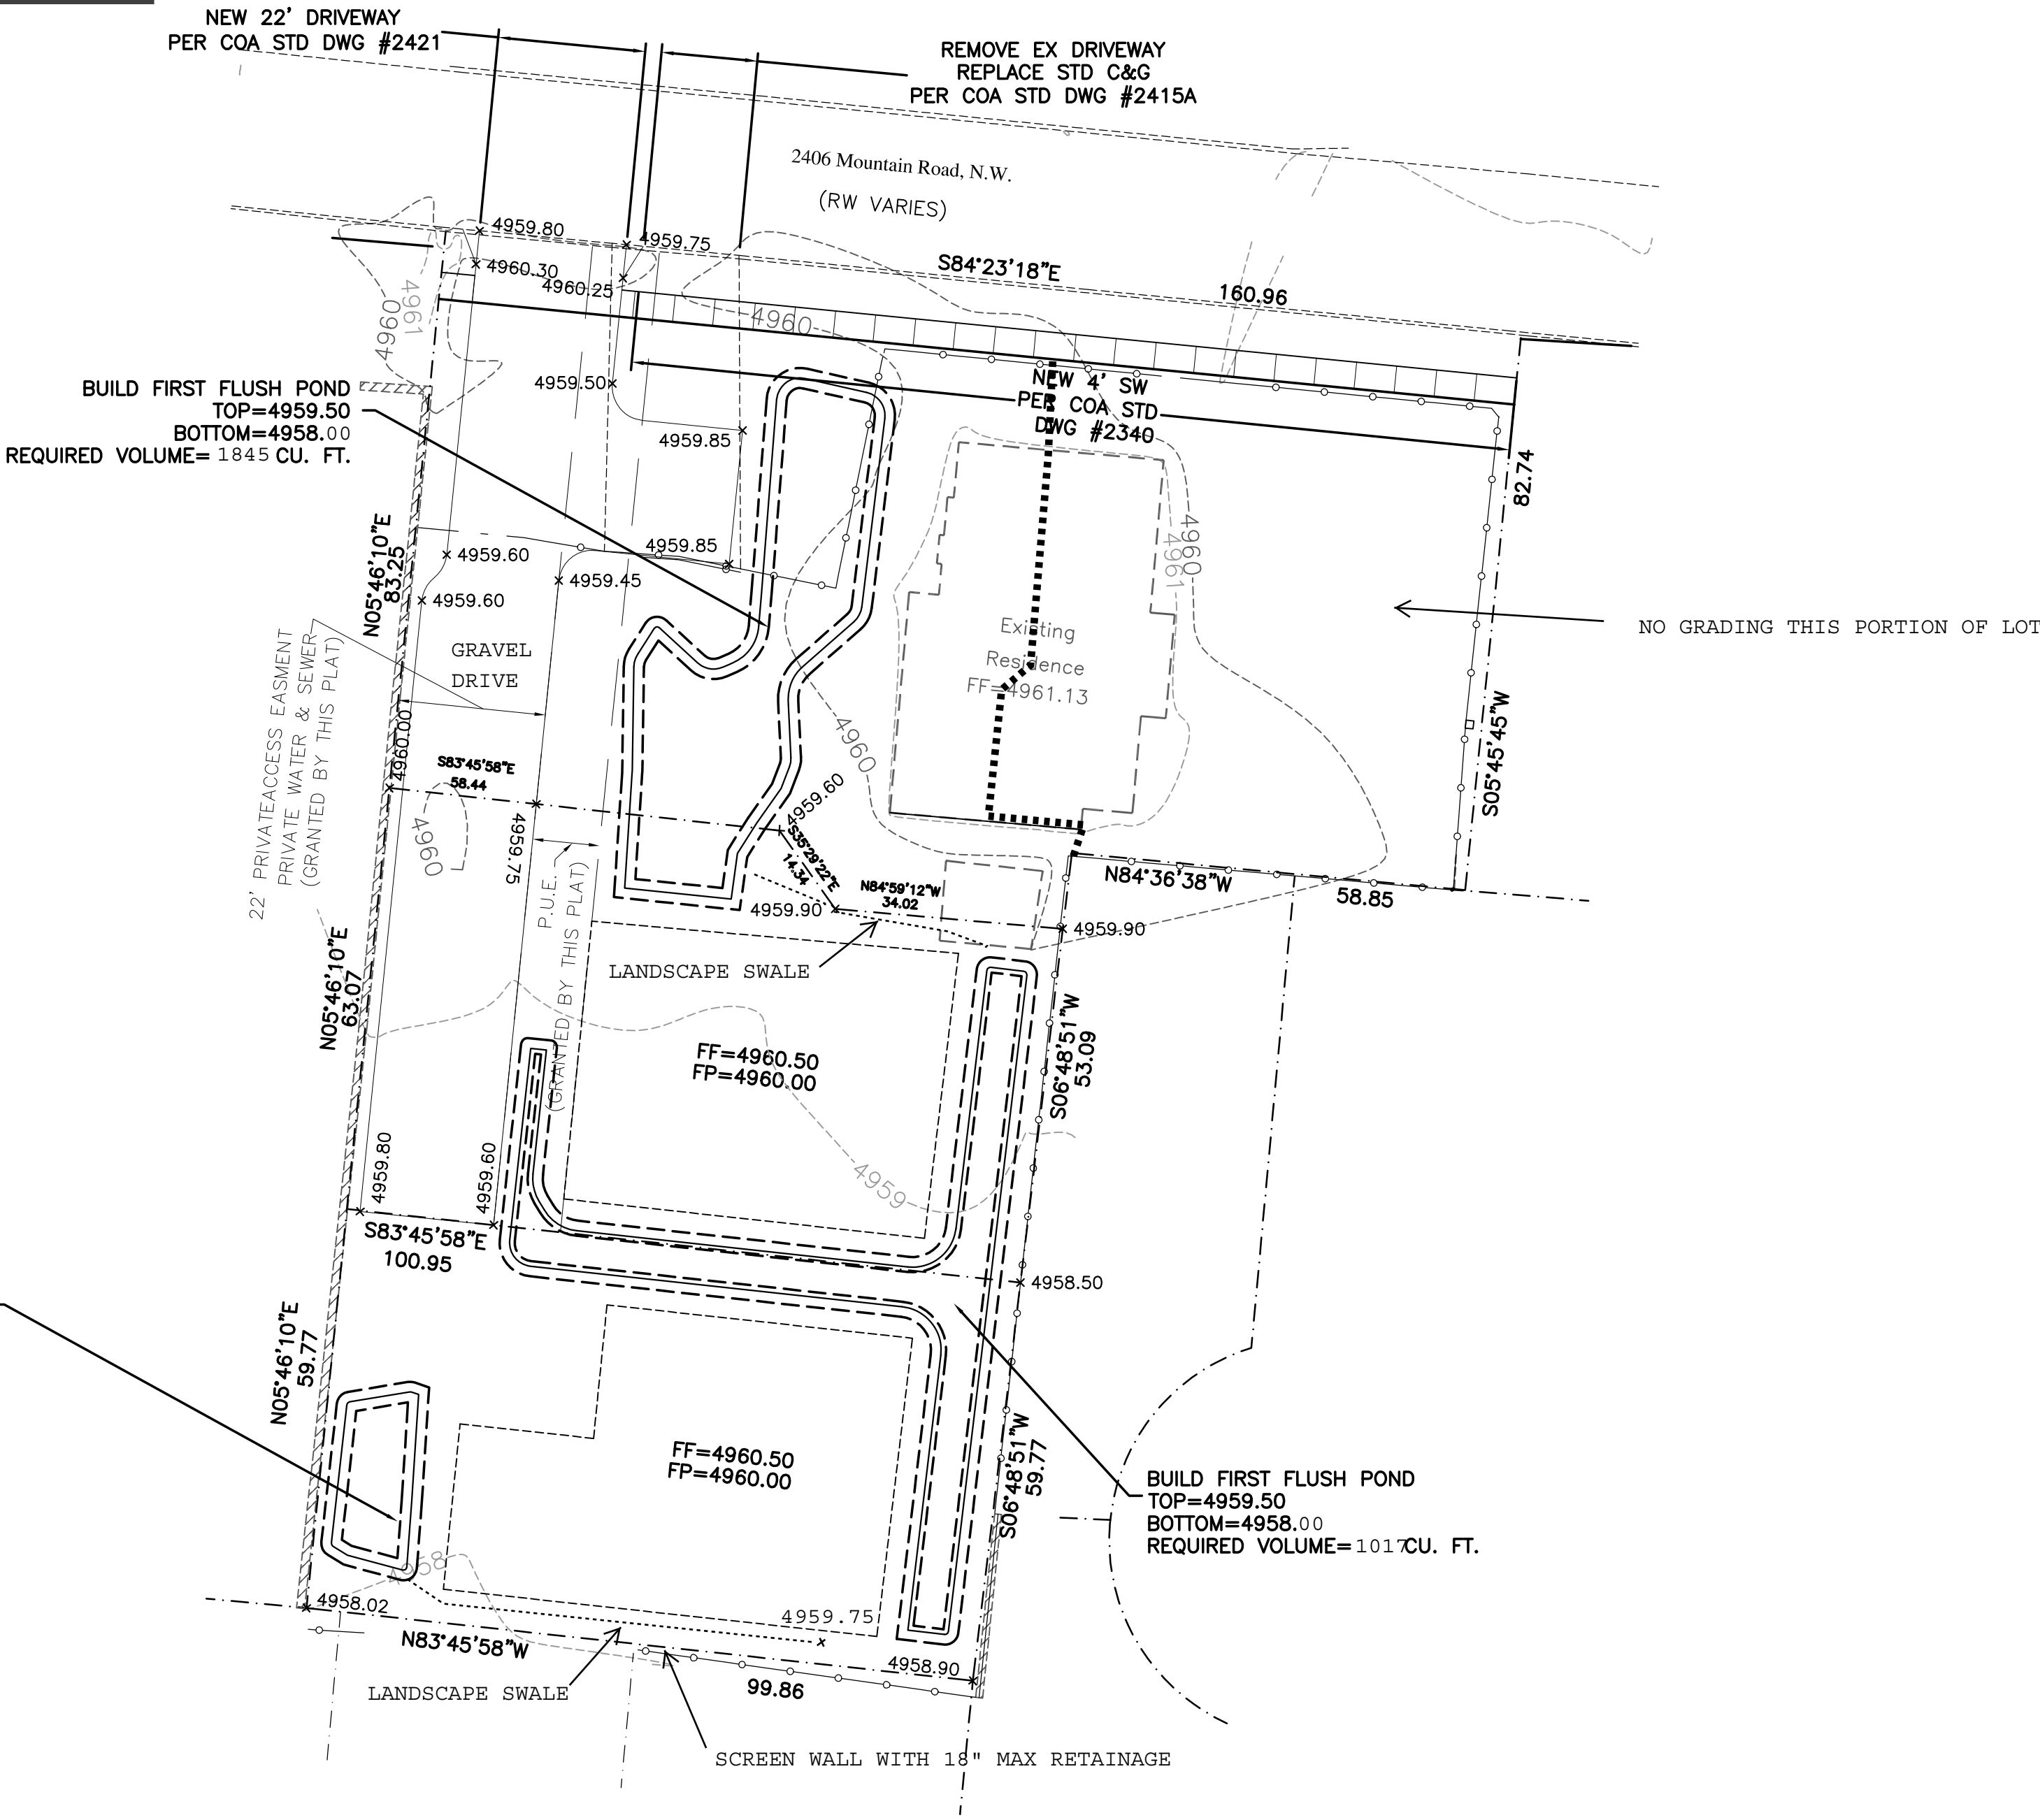 NEW 22' DRIVEWAY
PER COA STD DWG #2421
REMOVE EX DRIVEWAY
REPLACE STD C&G
PER COA STD DWG #2415A
2406 Mountain Road, N.W.
(RW VARIES)
4959.80
4959.75
4960.30
4960.25
S84°23'18"E
160.96
4961
4960
4960
BUILD FIRST FLUSH POND
TOP=4959.50
BOTTOM=4958.00
REQUIRED VOLUME= 1845 CU. FT.
4959.50
4959.85
NEW 4' SW
PER COA STD
DWG #2340
82.74
N05°46'10"E
83.25
4959.60
4959.85
4959.45
4959.60
4960
4961
Existing
Residence
FF=4961.13
NO GRADING THIS PORTION OF LOT
GRAVEL
DRIVE
22' PRIVATEACCESS EASMENT
PRIVATE WATER & SEWER
(GRANTED BY THIS PLAT)
4960.00
S83°45'58"E
58.44
4960
4959.75
4960
4959.60
S35°29'22"E
14.34
S05°45'45"W
P.U.E.
(GRANTED BY THIS PLAT)
N84°59'12"W
34.02
4959.90
4959.90
N84°36'38"W
58.85
LANDSCAPE SWALE
N05°46'10"E
63.07
FF=4960.50
FP=4960.00
S06°48'51"W
53.09
4959
4959.80
4959.60
S83°45'58"E
100.95
4958.50
N05°46'10"E
59.77
FF=4960.50
FP=4960.00
S06°48'51"W
59.77
BUILD FIRST FLUSH POND
TOP=4959.50
BOTTOM=4958.00
REQUIRED VOLUME= 1017 CU. FT.
4958
4958.02
4959.75
N83°45'58"W
4958.90
99.86
LANDSCAPE SWALE
SCREEN WALL WITH 18" MAX RETAINAGE